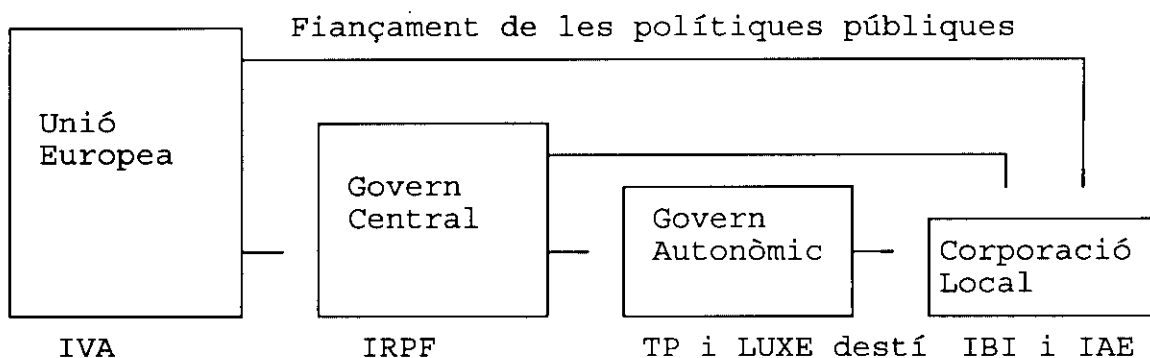 Fiançament de les polítiques públiques
Unió
Europea
Govern
Central
Govern
Autonòmic
Corporació
Local
IVA
IRPF
TP i LUXE destí
IBI i IAE